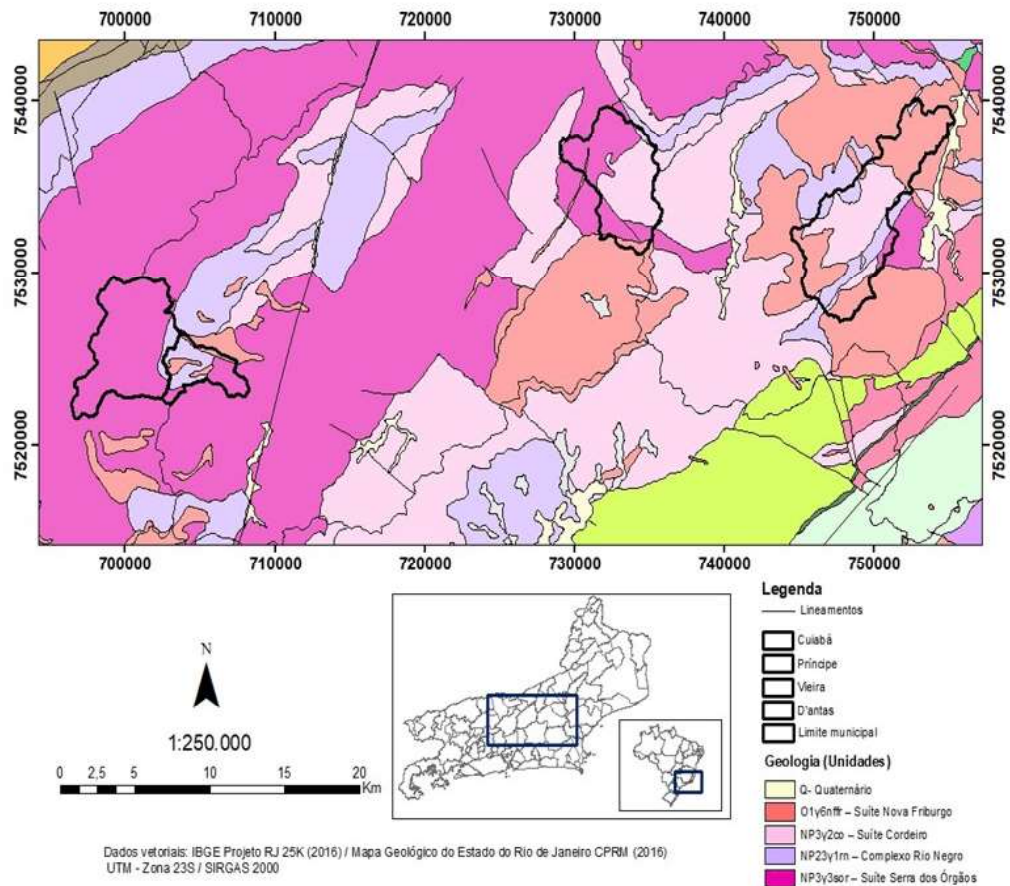 700000 710000 720000 730000 740000 750000
7540000 7540000
7530000 7530000
7520000 7520000
700000 710000 720000 730000 740000 750000
N
1:250.000
0 2,5 5 10 15 20
Km
Dados vetoriais: IBGE Projeto RJ 25K (2016) / Mapa Geológico do Estado do Rio de Janeiro CPRM (2016)
UTM - Zona 23S / SIRGAS 2000
Legenda
Lineamentos
Cuiabá
Príncipe
Vieira
D'antas
Limite municipal
Geologia (Unidades)
Q- Quaternário
O1γ6nffr – Suíte Nova Friburgo
NP3γ2co – Suíte Cordeiro
NP23γ1rn – Complexo Rio Negro
NP3γ3sor – Suíte Serra dos Órgãos